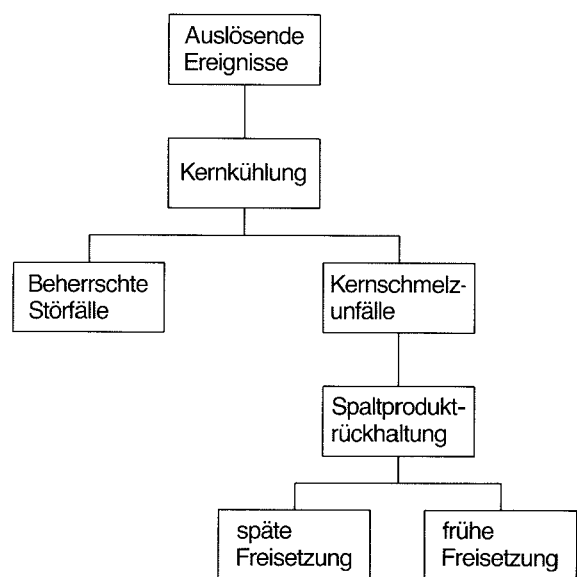 Auslösende
Ereignisse
Kernkühlung
Beherrschte
Störfälle
Kernschmelz-
unfälle
Spaltprodukt-
rückhaltung
späte
Freisetzung
frühe
Freisetzung